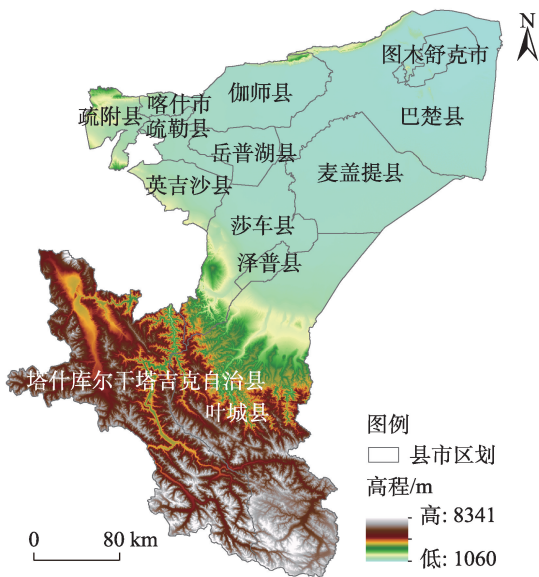 N
图木舒克市
伽师县
喀什市
疏附县
疏勒县
巴楚县
岳普湖县
麦盖提县
英吉沙县
莎车县
泽普县
塔什库尔干塔吉克自治县
叶城县
图例
县市区划
高程/m
高: 8341
低: 1060
0 80 km